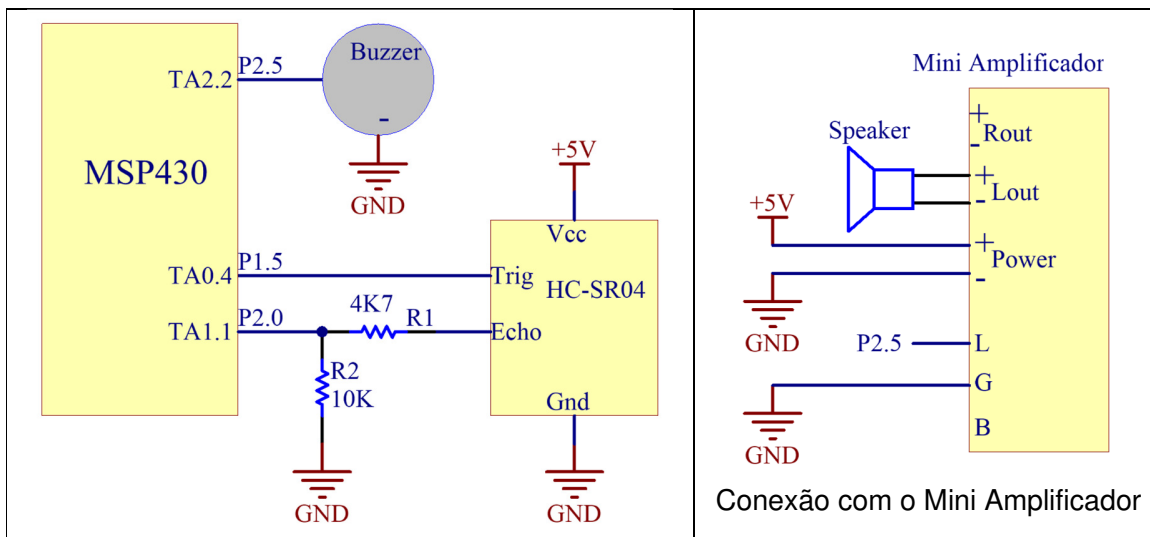 P2.5
TA2.2
Buzzer
-
GND
MSP430
+5V
Vcc
TA0.4
P1.5
Trig
HC-SR04
TA1.1
P2.0
4K7
R1
Echo
R2
10K
Gnd
GND
GND
Mini Amplificador
+
Rout
-
Speaker
+
Lout
-
+5V
+
Power
-
GND
P2.5
L
G
GND
B
Conexão com o Mini Amplificador